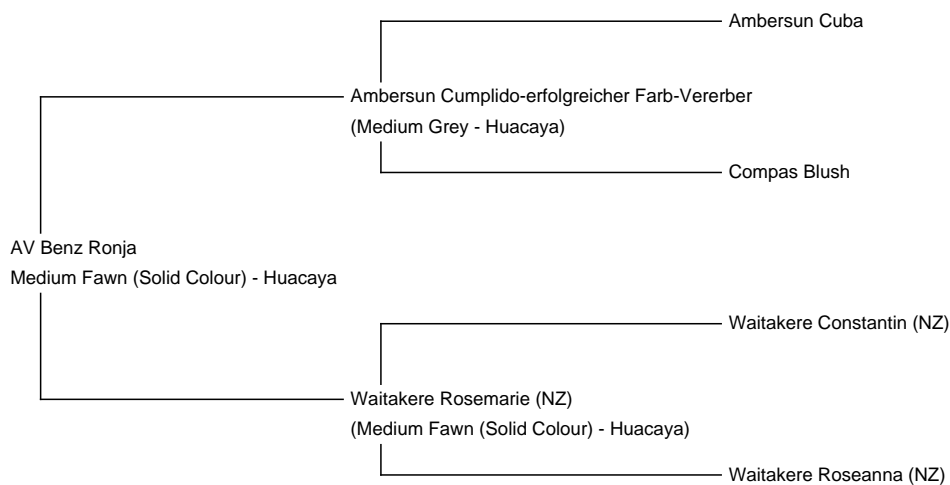 Ambersun Cuba
Ambersun Cumplido-erfolgreicher Farb-Vererber
(Medium Grey - Huacaya)
Compas Blush
AV Benz Ronja
Medium Fawn (Solid Colour) - Huacaya
Waitakere Constantin (NZ)
Waitakere Rosemarie (NZ)
(Medium Fawn (Solid Colour) - Huacaya)
Waitakere Roseanna (NZ)